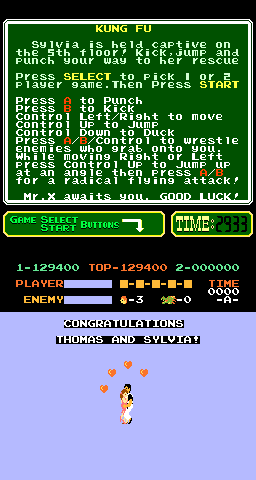 KUNG FU
Sylvia is held captive on
the 5th floor! Kick,jump and
punch your way to her rescue
Press SELECT to pick 1 or 2
player game.Then Press START
Press A to Punch
Press B to Kick
Control Left/Right to move
Control Up to Jump
Control Down to Duck
Press A/B/Control to wrestle
enemies who grab onto you.
While moving Right or Left
press Control Up to Jump up
at an angle then press A/B
for a radical flying attack!
Mr.X awaits you. GOOD LUCK!
GAME SELECT
START BUTTONS
TIME: 2933
1-129400 TOP-129400 2-000000
PLAYER TIME
0000
ENEMY -3 -0 -A-
CONGRATULATIONS
THOMAS AND SYLVIA!